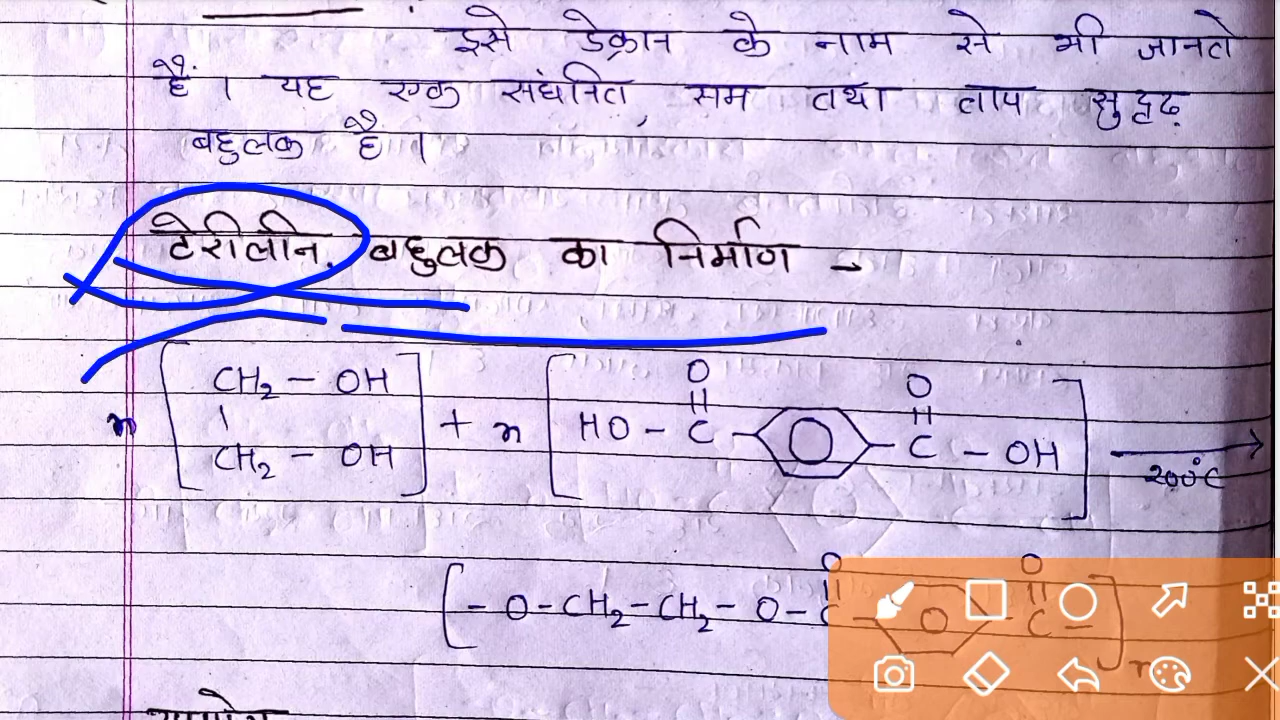 इसे डेक्रान के नाम से भी जानते
हैं। यह एक संघनित सम तथा ताप सुदृढ़
बहुलक है।
टेरीलीन बहुलक का निर्माण -
n [ CH₂ - OH + n [ HO - C(=O) - ⌬ - C(=O) - OH ] → 200°C
CH₂ - OH ]
[ - O - CH₂ - CH₂ - O - C(=O) - ⌬ - C(=O) - ]n